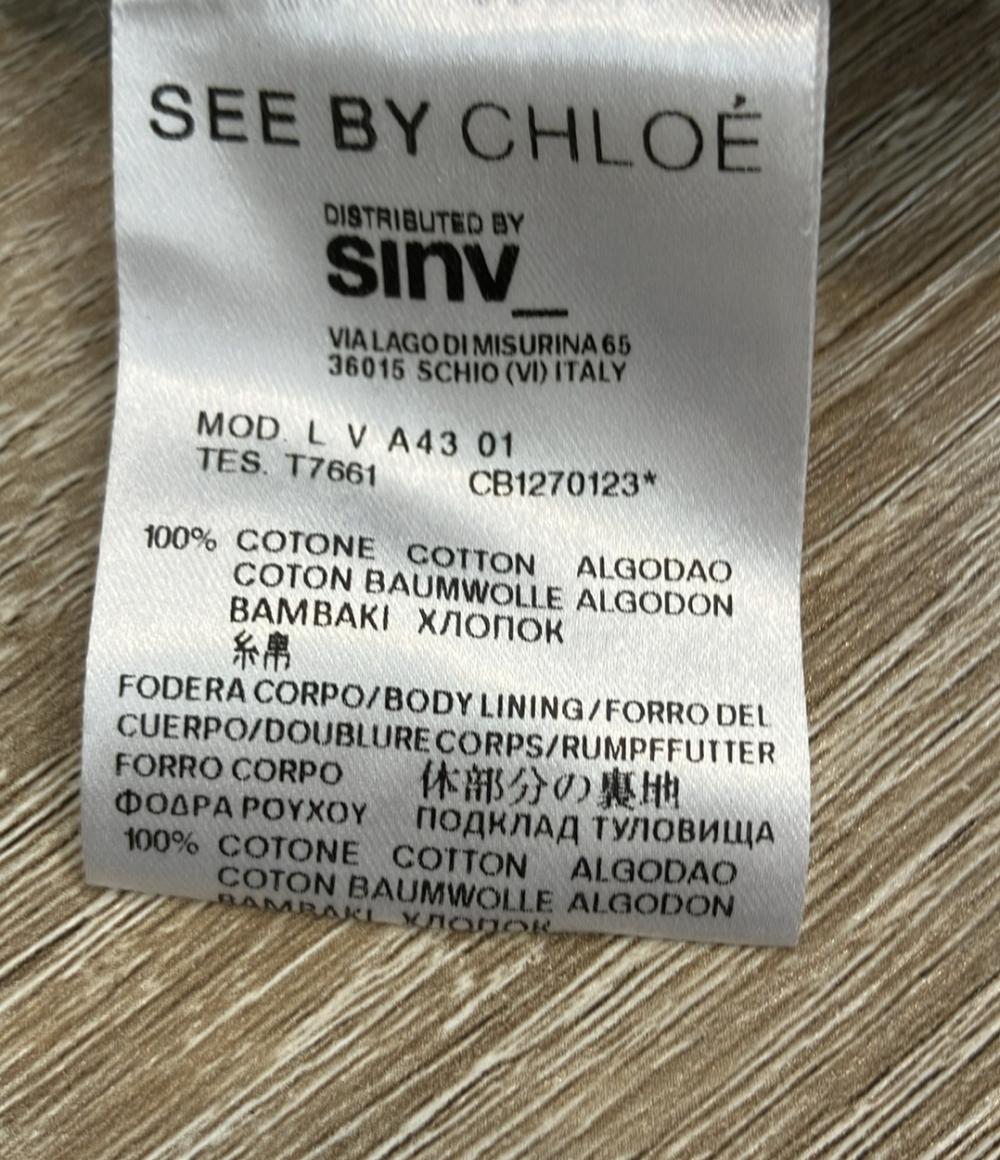 SEE BY CHLOÉ
DISTRIBUTED BY
sinv_
VIA LAGO DI MISURINA 65
36015 SCHIO (VI) ITALY
MOD. L V A43 01
TES. T7661 CB1270123*
100% COTONE COTTON ALGODAO
COTON BAUMWOLLE ALGODON
BAMBAKI ХЛОПОК
FODERA CORPO/BODY LINING/FORRO DEL
CUERPO/DOUBLURE CORPS/RUMPFFUTTER
FORRO CORPO 体部分の裏地
ΦΟΔΡΑ ΡΟΥΧΟΥ ПОДКЛАД ТУЛОВИЩА
100% COTONE COTTON ALGODAO
COTON BAUMWOLLE ALGODON
BAMBAKI ХЛОПОК